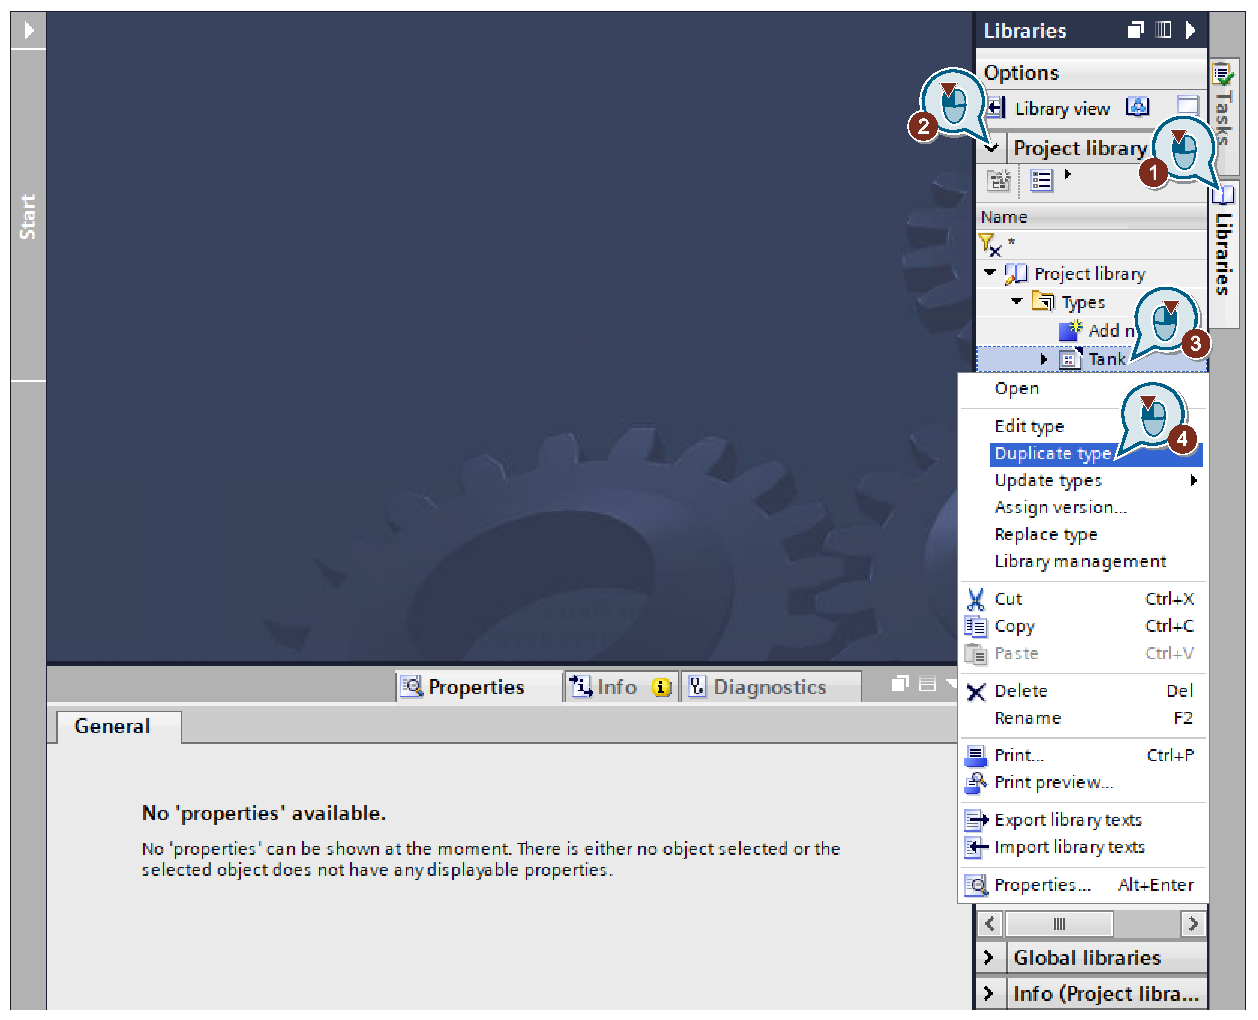 Start
Libraries
Options
Library view
Project library
Name
*
Project library
Types
Add n
Tank
Tasks
Libraries
1
2
3
4
Open
Edit type
Duplicate type
Update types
Assign version...
Replace type
Library management
Cut Ctrl+X
Copy Ctrl+C
Paste Ctrl+V
Delete Del
Rename F2
Print... Ctrl+P
Print preview...
Export library texts
Import library texts
Properties... Alt+Enter
Global libraries
Info (Project libra...
Properties Info Diagnostics
General
No 'properties' available.
No 'properties' can be shown at the moment. There is either no object selected or the
selected object does not have any displayable properties.